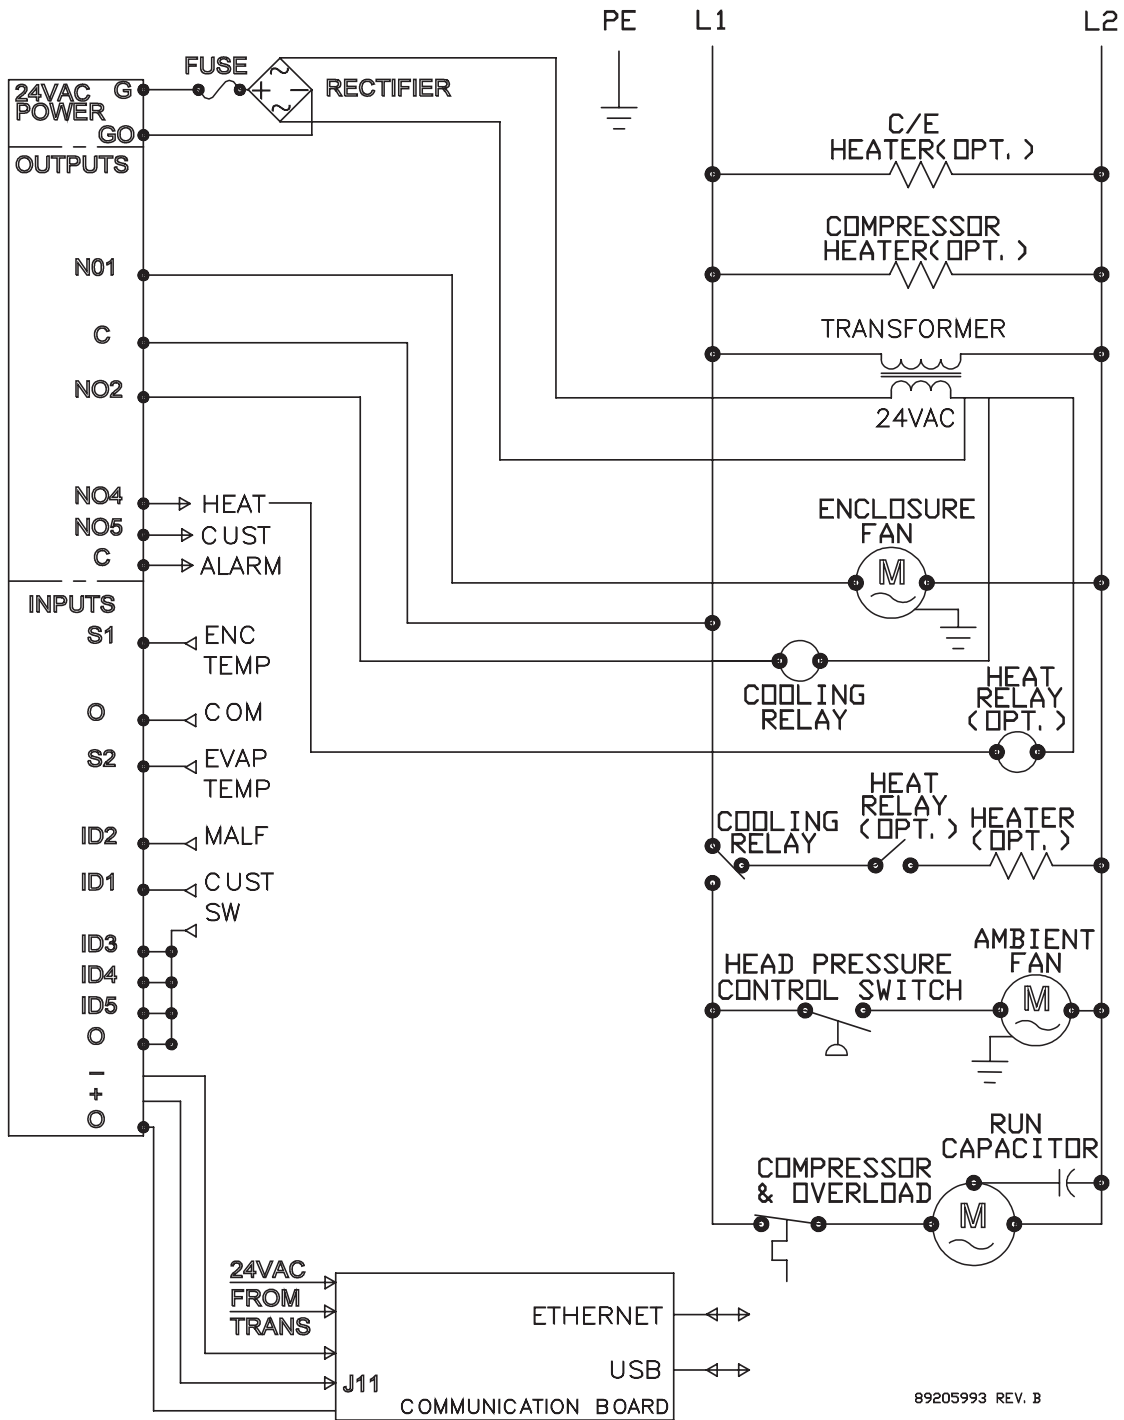 PE
L1
L2
FUSE
RECTIFIER
24VAC
POWER
G
GO
+
−
C/E
HEATER(OPT.)
OUTPUTS
COMPRESSOR
HEATER(OPT.)
N01
TRANSFORMER
C
NO2
24VAC
NO4
HEAT
NO5
CUST
C
ALARM
ENCLOSURE
FAN
M
INPUTS
S1
ENC
TEMP
COOLING
RELAY
HEAT
RELAY
(OPT.)
O
COM
S2
EVAP
TEMP
ID2
MALF
COOLING
RELAY
HEAT
RELAY
(OPT.)
HEATER
(OPT.)
ID1
CUST
SW
ID3
ID4
ID5
O
HEAD PRESSURE
CONTROL SWITCH
AMBIENT
FAN
M
−
+
O
RUN
CAPACITOR
COMPRESSOR
& OVERLOAD
M
24VAC
FROM
TRANS
J11
ETHERNET
USB
COMMUNICATION BOARD
89205993 REV. B